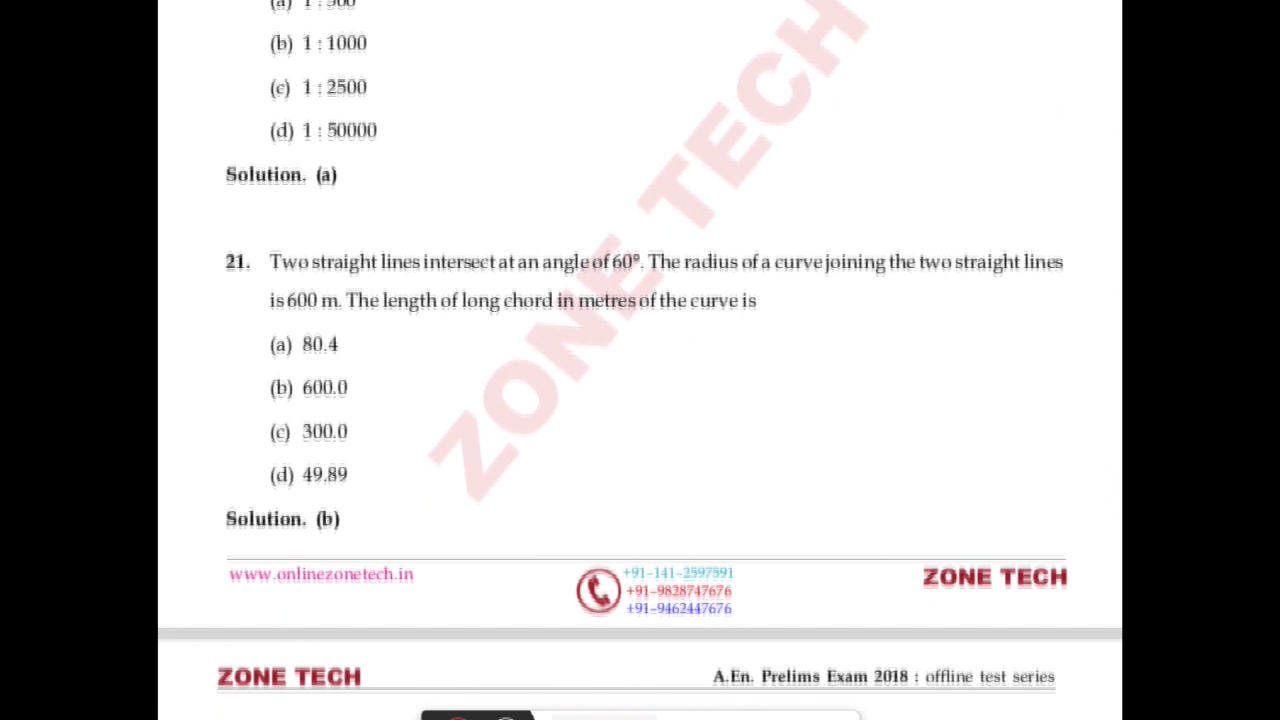 (a) 1 : 500
(b) 1 : 1000
(c) 1 : 2500
(d) 1 : 50000
Solution. (a)
21. Two straight lines intersect at an angle of 60°. The radius of a curve joining the two straight lines
is 600 m. The length of long chord in metres of the curve is
(a) 80.4
(b) 600.0
(c) 300.0
(d) 49.89
Solution. (b)
ZONE TECH
www.onlinezonetech.in
+91-141-2597591
+91-9828747676
+91-9462447676
ZONE TECH
ZONE TECH
A.En. Prelims Exam 2018 : offline test series